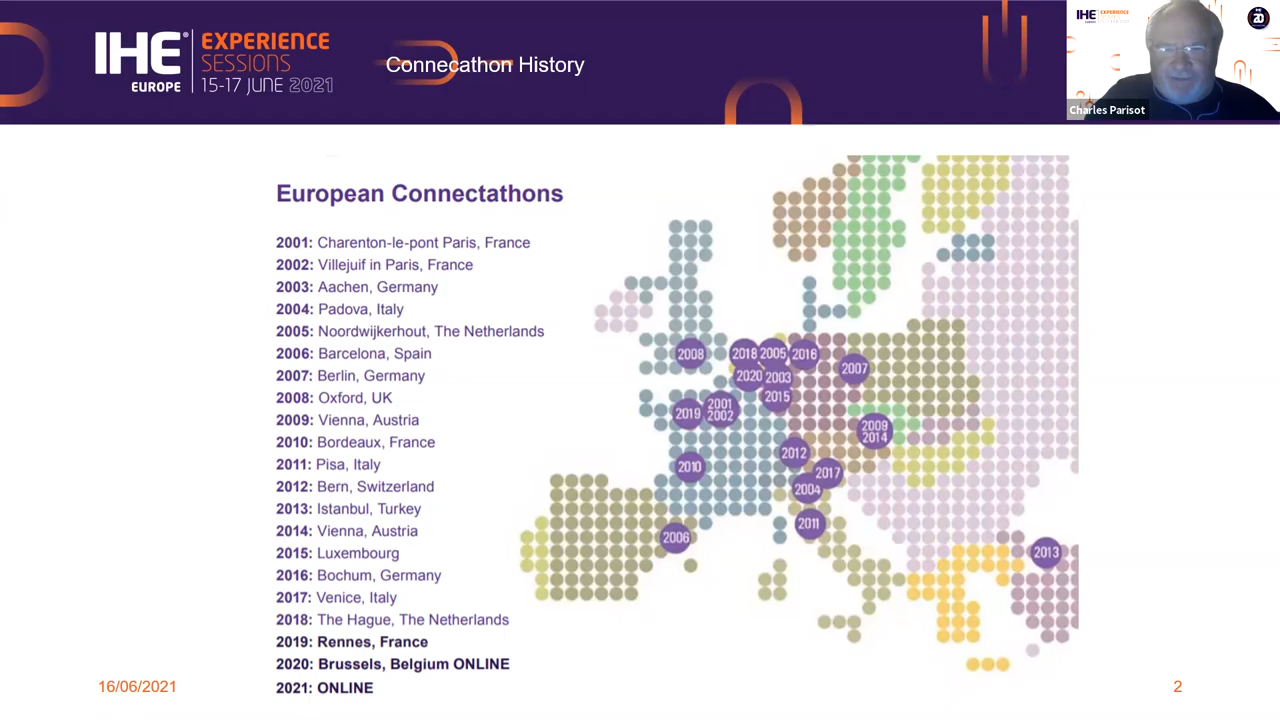 IHE® EXPERIENCE
SESSIONS
EUROPE 15-17 JUNE 2021
Connecathon History
IHE EXPERIENCE
Charles Parisot
European Connectathons
2001: Charenton-le-pont Paris, France
2002: Villejuif in Paris, France
2003: Aachen, Germany
2004: Padova, Italy
2005: Noordwijkerhout, The Netherlands
2006: Barcelona, Spain
2007: Berlin, Germany
2008: Oxford, UK
2009: Vienna, Austria
2010: Bordeaux, France
2011: Pisa, Italy
2012: Bern, Switzerland
2013: Istanbul, Turkey
2014: Vienna, Austria
2015: Luxembourg
2016: Bochum, Germany
2017: Venice, Italy
2018: The Hague, The Netherlands
2019: Rennes, France
2020: Brussels, Belgium ONLINE
2021: ONLINE
2008
2018 2005 2016
2020 2003
2007
2015
2019
2001
2002
2009
2014
2012
2010
2017
2004
2011
2006
2013
16/06/2021
2